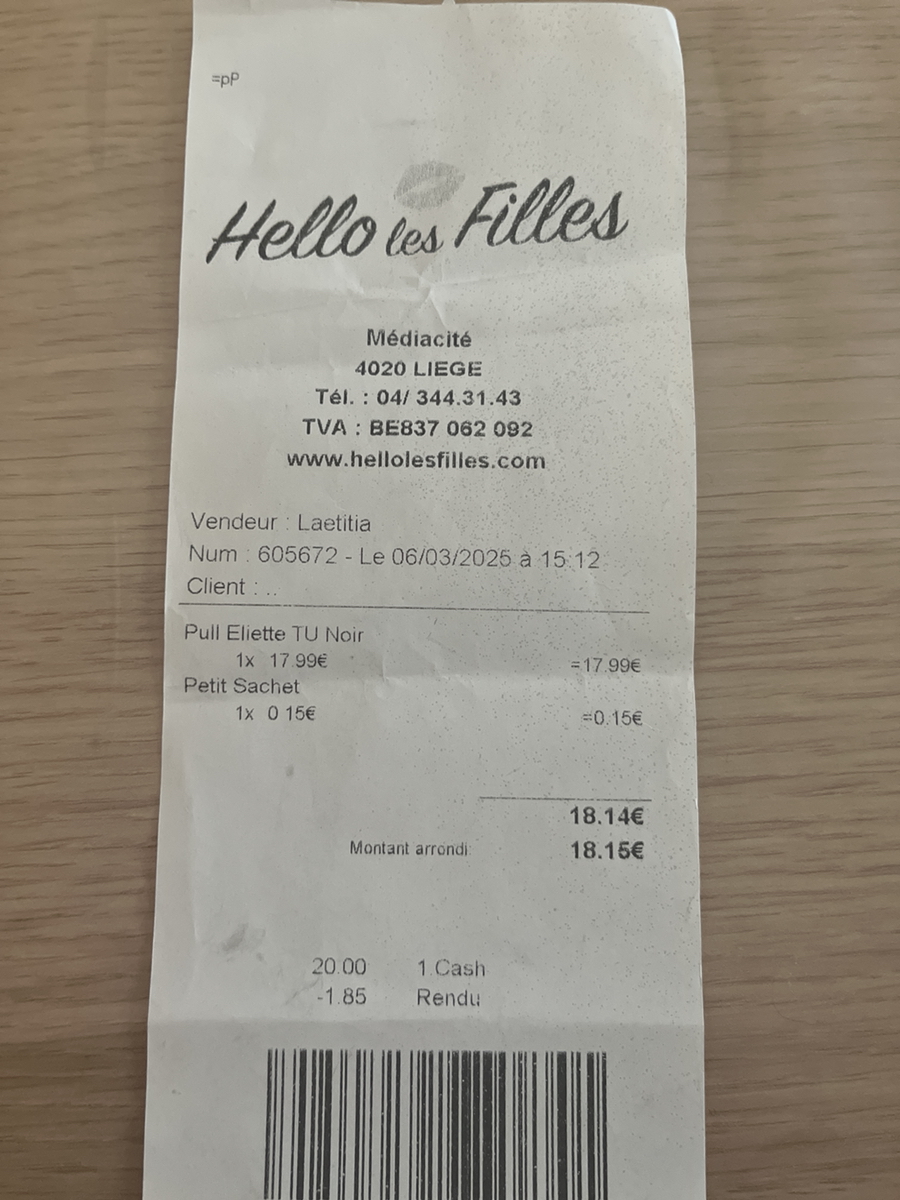 =pP
Hello les Filles
Médiacité
4020 LIEGE
Tél. : 04/ 344.31.43
TVA : BE837 062 092
www.hellolesfilles.com
Vendeur : Laetitia
Num : 605672 - Le 06/03/2025 à 15:12
Client : ..
Pull Eliette TU Noir
1x 17.99€ =17.99€
Petit Sachet
1x 0.15€ =0.15€
18.14€
Montant arrondi: 18.15€
20.00 1.Cash
-1.85 Rendu